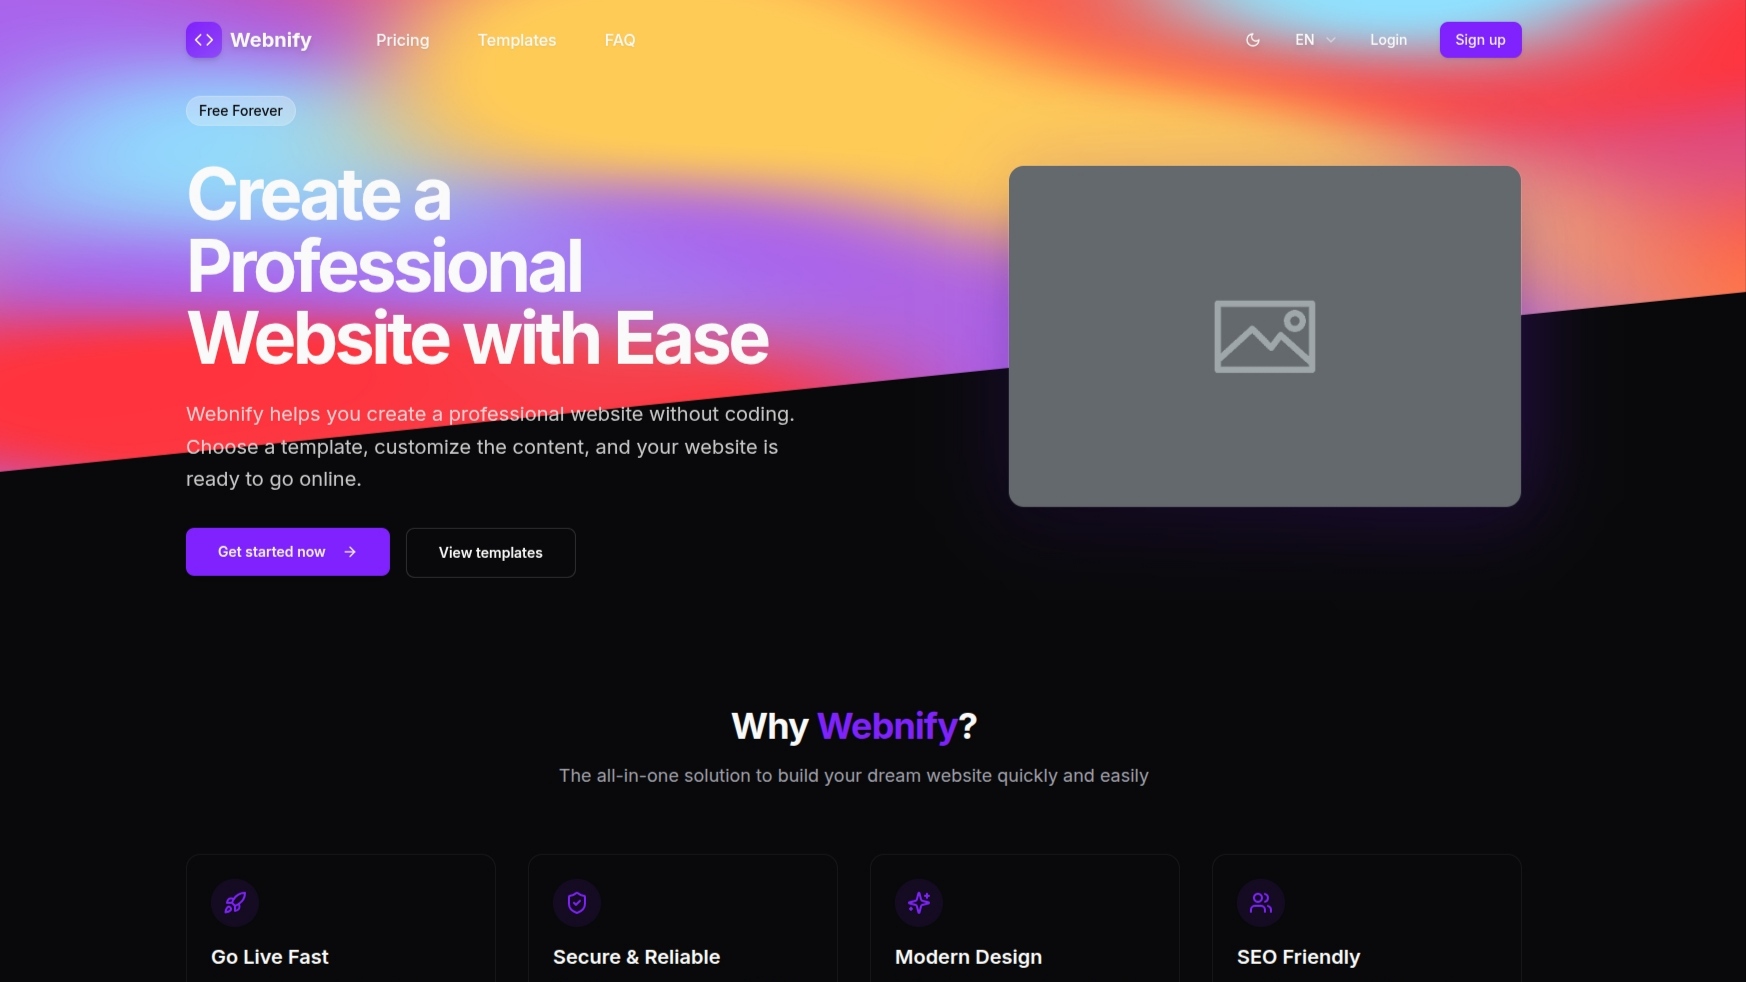 Webnify
Pricing
Templates
FAQ
EN
Login
Sign up
Free Forever
Create a
Professional
Website with Ease
Webnify helps you create a professional website without coding.
Choose a template, customize the content, and your website is
ready to go online.
Get started now
View templates
Why Webnify?
The all-in-one solution to build your dream website quickly and easily
Go Live Fast
Secure & Reliable
Modern Design
SEO Friendly